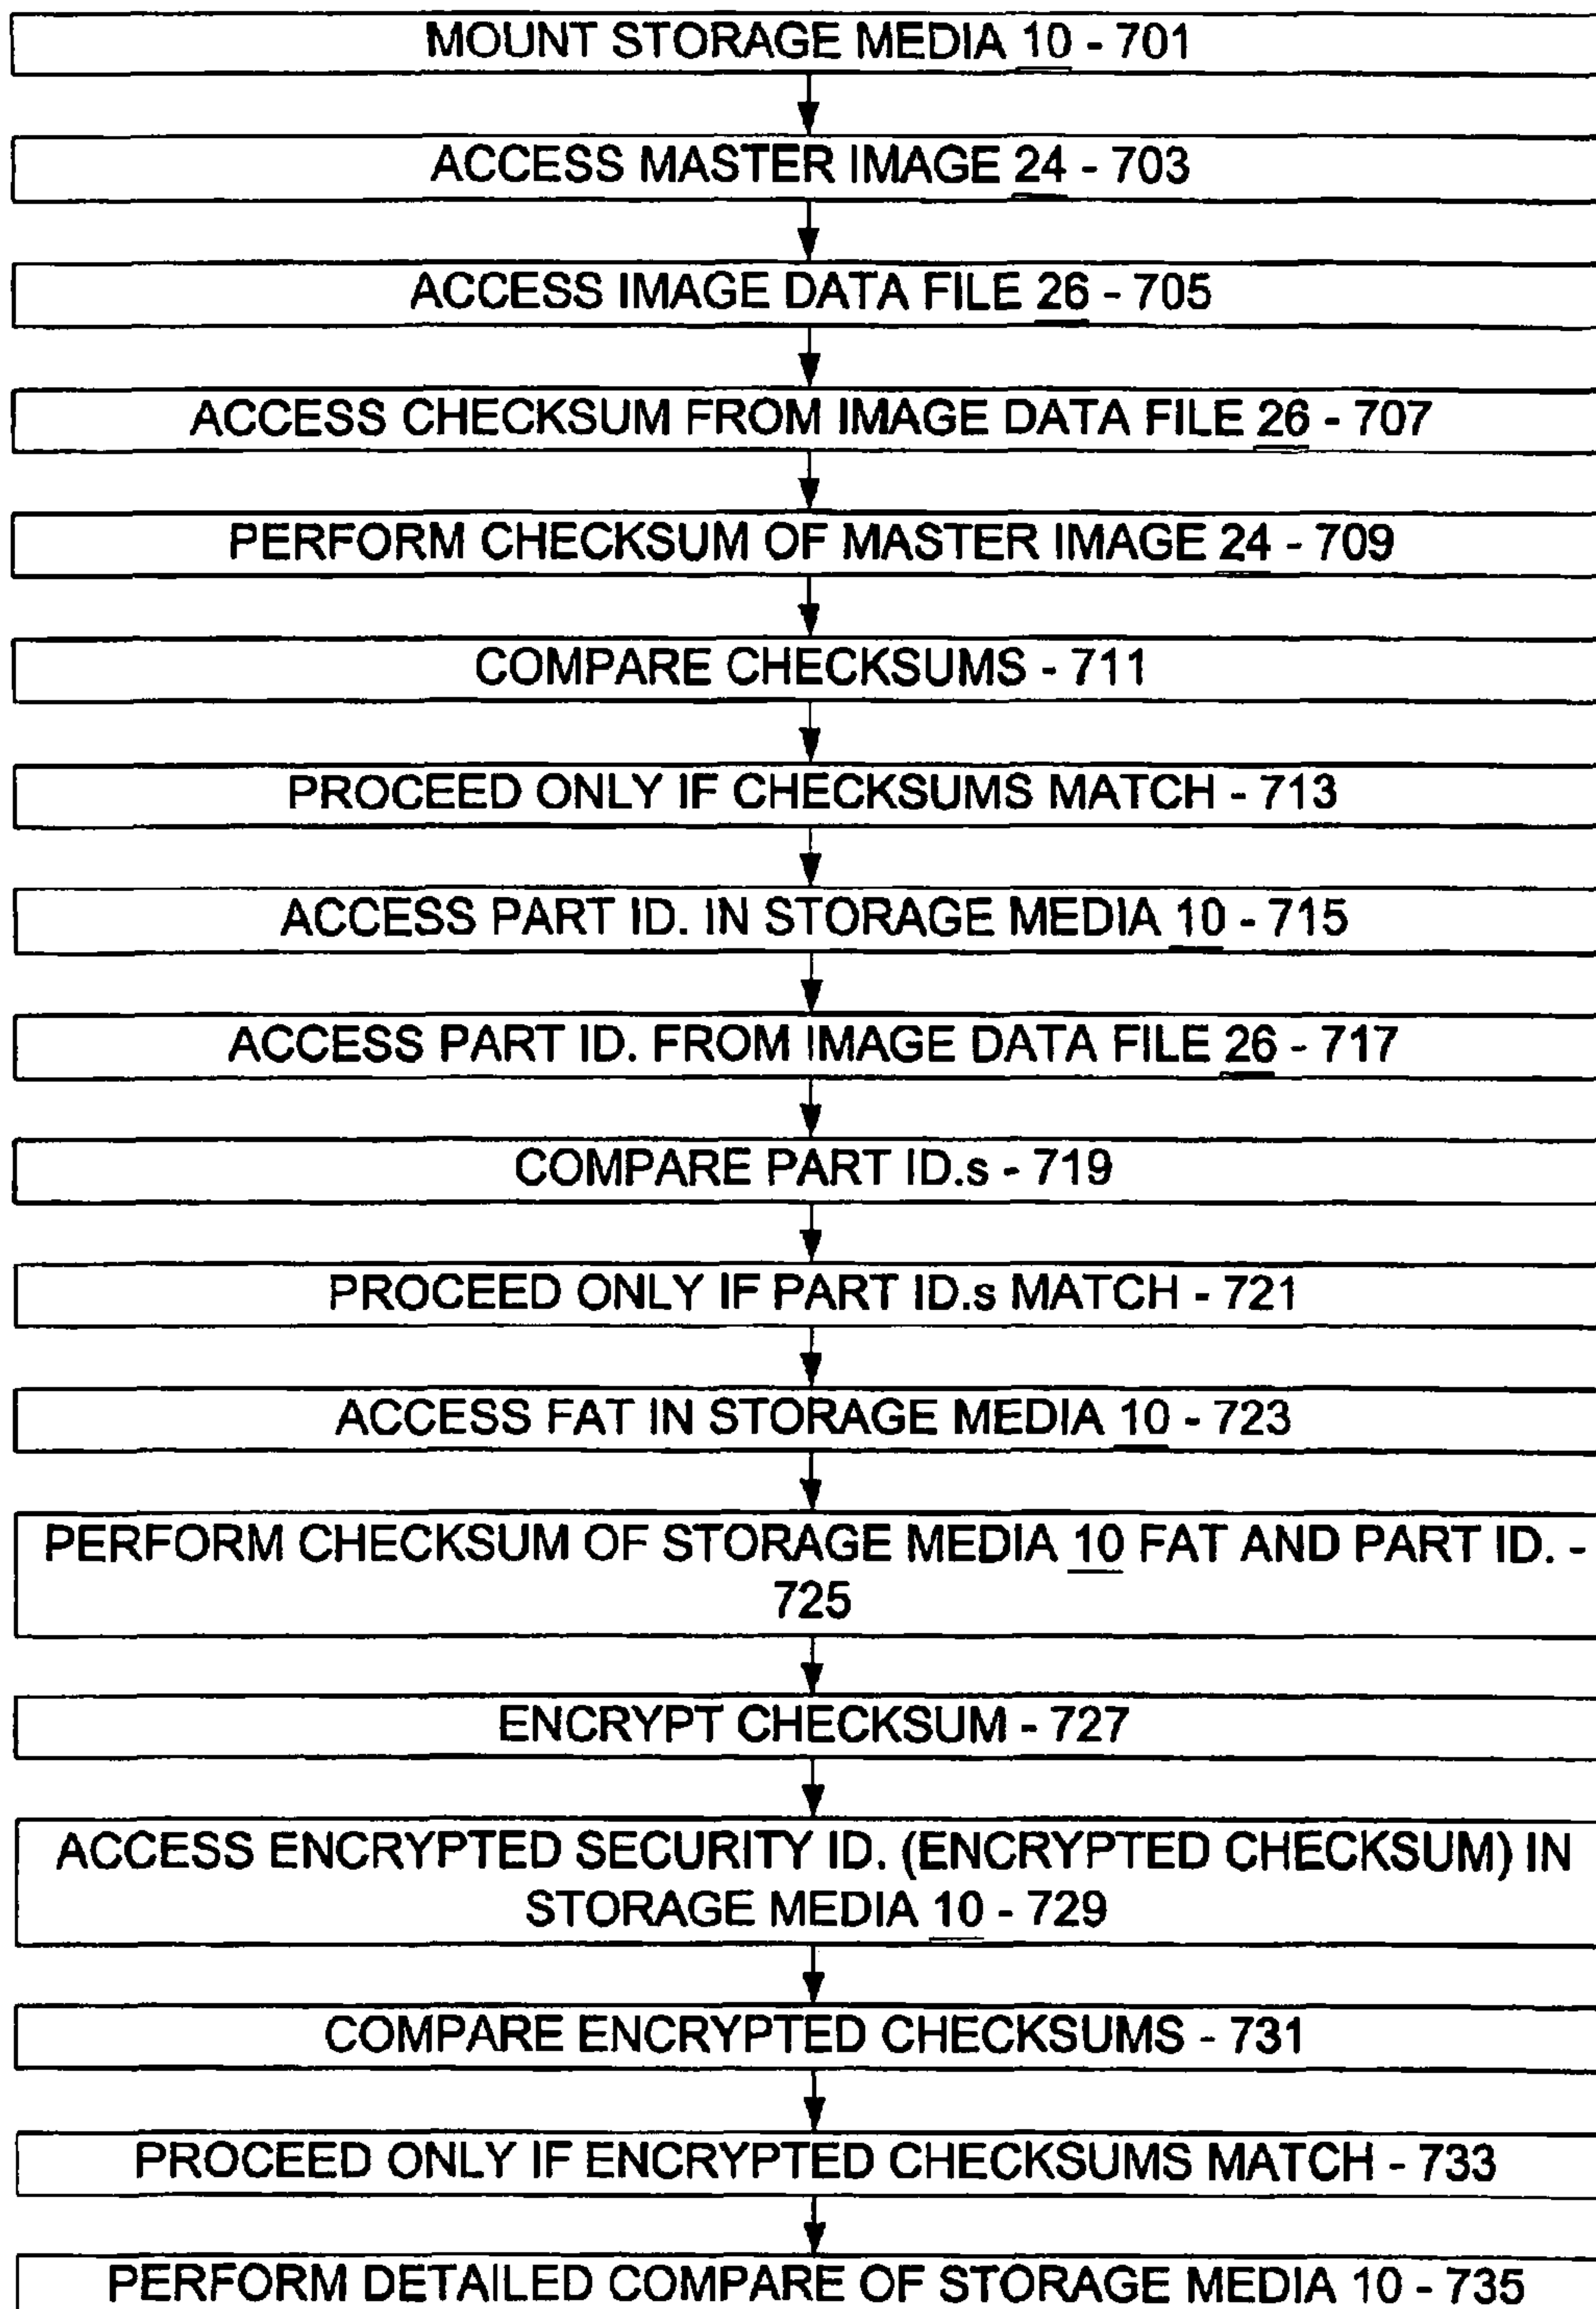 MOUNT STORAGE MEDIA 10 - 701
ACCESS MASTER IMAGE 24 - 703
ACCESS IMAGE DATA FILE 26 - 705
ACCESS CHECKSUM FROM IMAGE DATA FILE 26 - 707
PERFORM CHECKSUM OF MASTER IMAGE 24 - 709
COMPARE CHECKSUMS - 711
PROCEED ONLY IF CHECKSUMS MATCH - 713
ACCESS PART ID. IN STORAGE MEDIA 10 - 715
ACCESS PART ID. FROM IMAGE DATA FILE 26 - 717
COMPARE PART ID.s - 719
PROCEED ONLY IF PART ID.s MATCH - 721
ACCESS FAT IN STORAGE MEDIA 10 - 723
PERFORM CHECKSUM OF STORAGE MEDIA 10 FAT AND PART ID. -
725
ENCRYPT CHECKSUM - 727
ACCESS ENCRYPTED SECURITY ID. (ENCRYPTED CHECKSUM) IN
STORAGE MEDIA 10 - 729
COMPARE ENCRYPTED CHECKSUMS - 731
PROCEED ONLY IF ENCRYPTED CHECKSUMS MATCH - 733
PERFORM DETAILED COMPARE OF STORAGE MEDIA 10 - 735